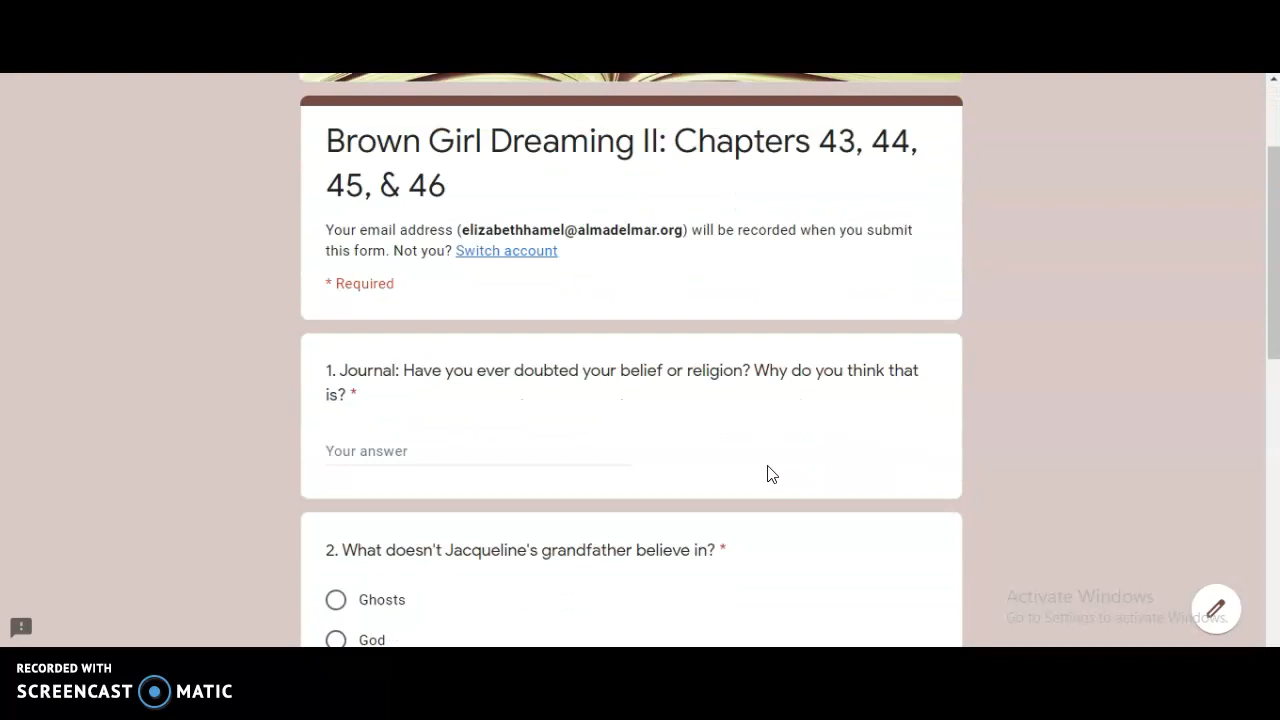 Brown Girl Dreaming II: Chapters 43, 44,
45, & 46
Your email address (elizabethhamel@almadelmar.org) will be recorded when you submit
this form. Not you? Switch account
* Required
1. Journal: Have you ever doubted your belief or religion? Why do you think that
is? *
Your answer
2. What doesn't Jacqueline's grandfather believe in? *
Ghosts
God
Activate Windows
Go to Settings to activate Windows.
RECORDED WITH
SCREENCAST MATIC